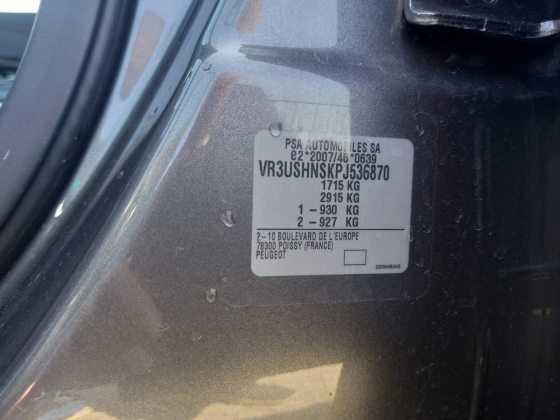 PSA AUTOMOBILES SA
e2*2007/46*0639
VR3USHNSKPJ536870
1715 KG
2915 KG
1 – 930 KG
2 – 927 KG
2 – 10 BOULEVARD DE L'EUROPE
78300 POISSY (FRANCE)
PEUGEOT